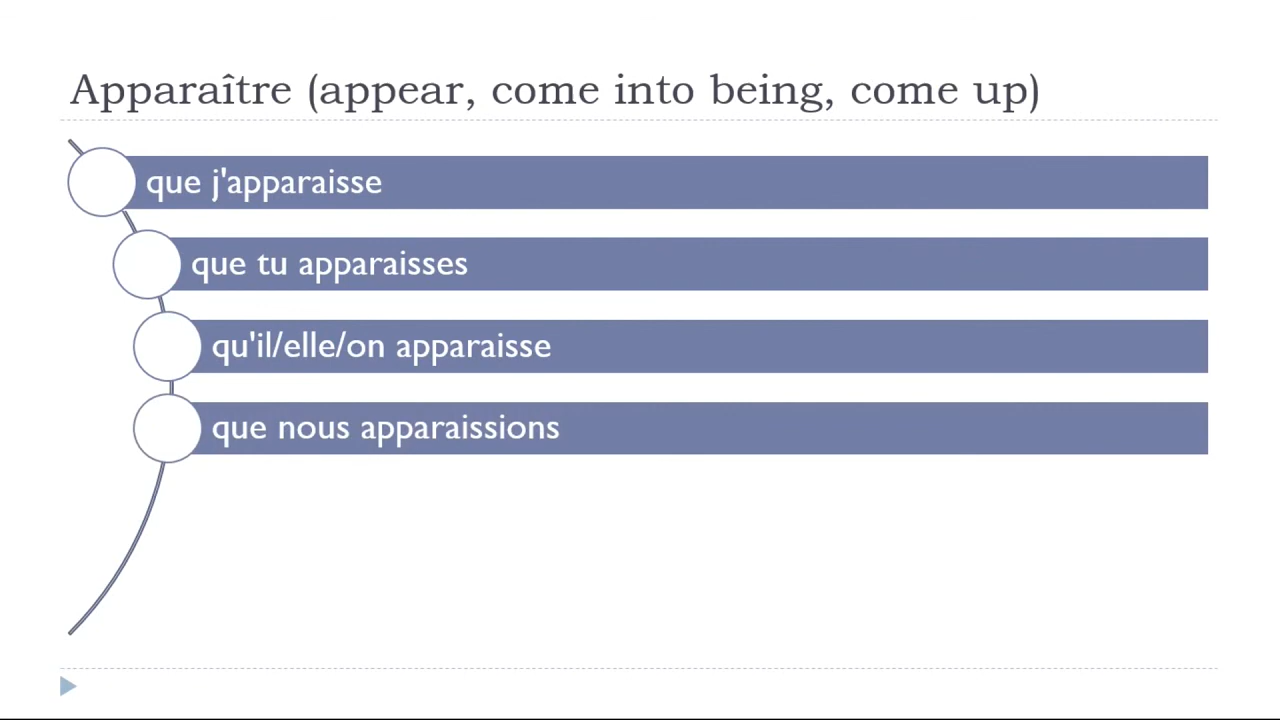 Apparaître (appear, come into being, come up)
que j'apparaisse
que tu apparaisses
qu'il/elle/on apparaisse
que nous apparaissions